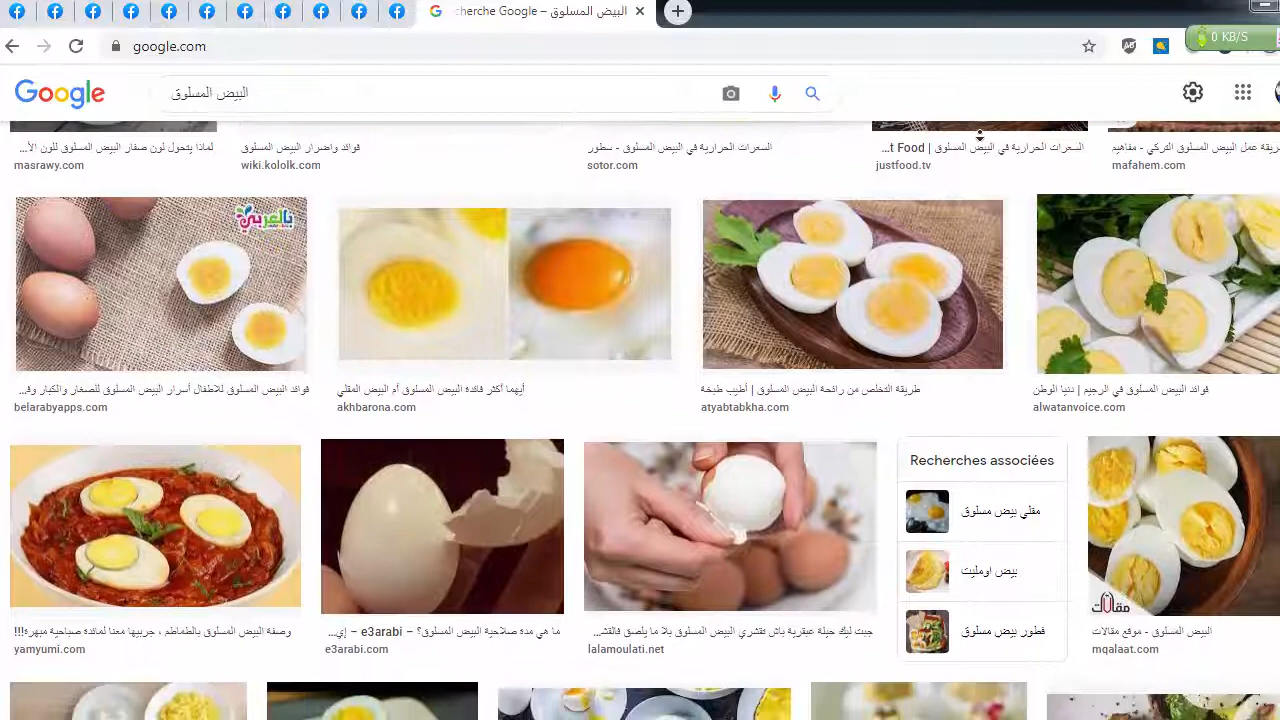 Recherche Google – البيض المسلوق
google.com
0 KB/S
Google
البيض المسلوق
لماذا يتحول لون صفار البيض المسلوق للون الأ...
masrawy.com
فوائد واضرار البيض المسلوق
wiki.kololk.com
السعرات الحرارية في البيض المسلوق - سطور
sotor.com
السعرات الحرارية في البيض المسلوق | t Food...
justfood.tv
طريقة عمل البيض المسلوق التركي - مفاهيم
mafahem.com
بالعربي
فوائد البيض المسلوق للاطفال أسرار البيض المسلوق للصغار والكبار وف...
belarabyapps.com
أيهما أكثر فائدة البيض المسلوق أم البيض المقلي
akhbarona.com
طريقة التخلص من رائحة البيض المسلوق | أطيب طبخة
atyabtabkha.com
فوائد البيض المسلوق في الرجيم | دنيا الوطن
alwatanvoice.com
وصفة البيض المسلوق بالطماطم ، جربيها معنا لمائدة صباحية مبهرة!!!
yamyumi.com
ما هي مدة صلاحية البيض المسلوق؟ – e3arabi – إي...
e3arabi.com
جبت ليك حيلة عبقرية باش تقشري البيض المسلوق بلا ما يلصق فالقش...
lalamoulati.net
Recherches associées
مقلي بيض مسلوق
بيض اومليت
فطور بيض مسلوق
مقالات
البيض المسلوق - موقع مقالات
mqalaat.com